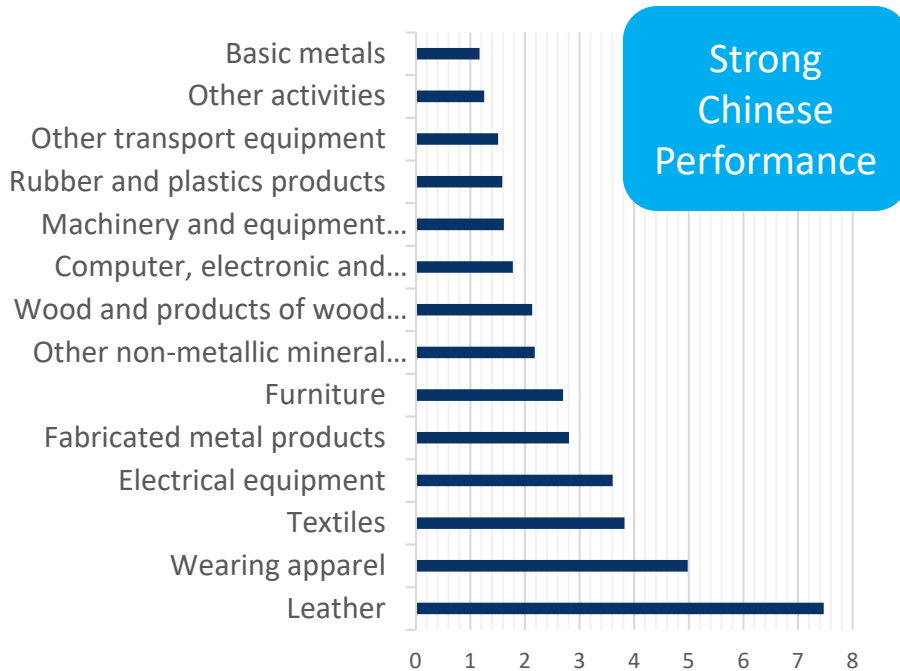 Strong
Chinese
Performance
Basic metals
Other activities
Other transport equipment
Rubber and plastics products
Machinery and equipment...
Computer, electronic and...
Wood and products of wood...
Other non-metallic mineral...
Furniture
Fabricated metal products
Electrical equipment
Textiles
Wearing apparel
Leather
0 1 2 3 4 5 6 7 8